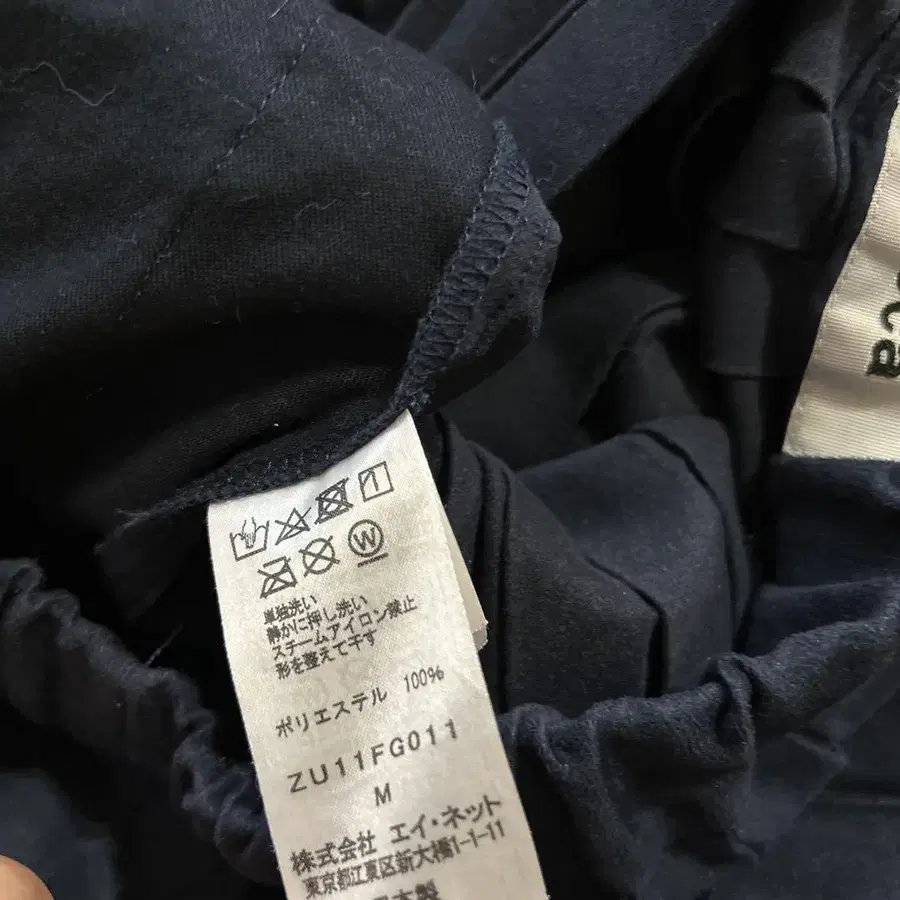 W
単独洗い
静かに押し洗い
スチームアイロン禁止
形を整えて干す
ポリエステル 100%
ZU11FG011
M
株式会社 エイ・ネット
東京都江東区新大橋1-1-11
本製
ca